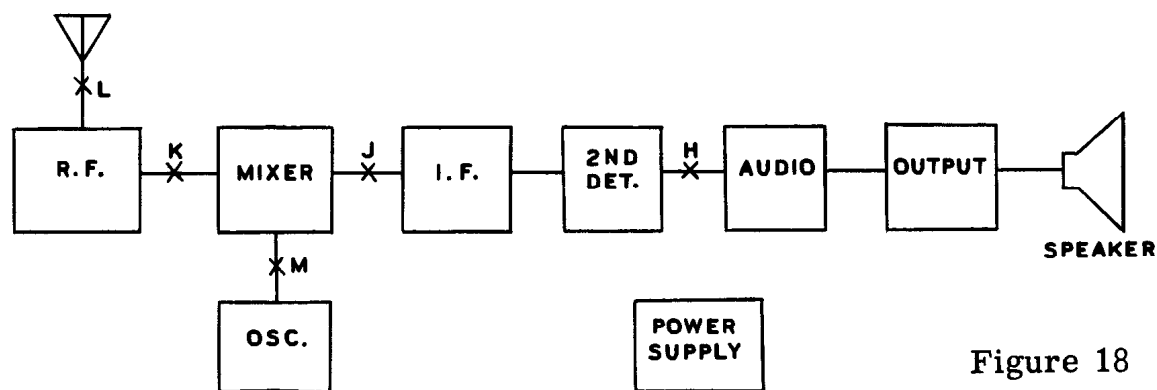 L
R.F.
K
MIXER
J
I.F.
2ND
DET.
H
AUDIO
OUTPUT
SPEAKER
M
OSC.
POWER
SUPPLY
Figure 18